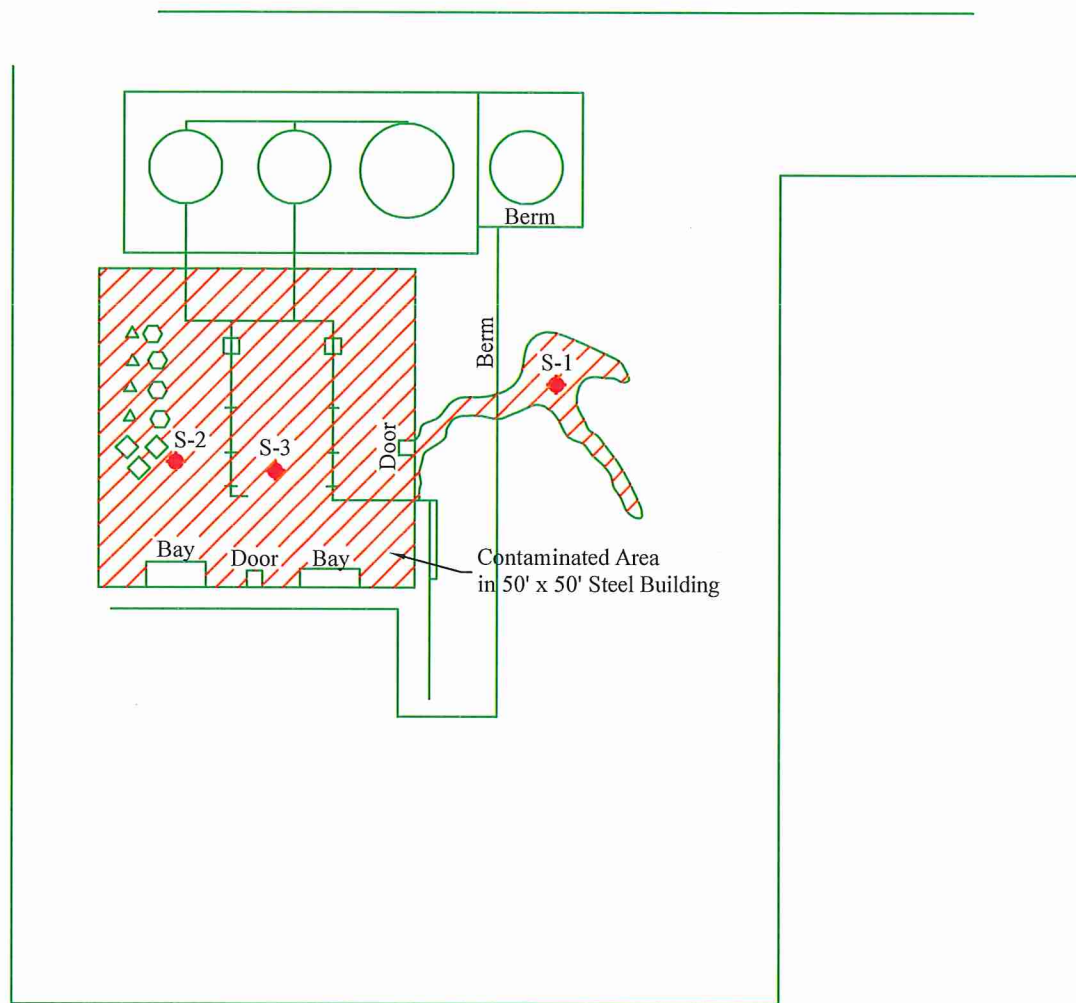 Berm
Berm
S-1
S-2
S-3
Door
Bay
Door
Bay
Contaminated Area
in 50' x 50' Steel Building